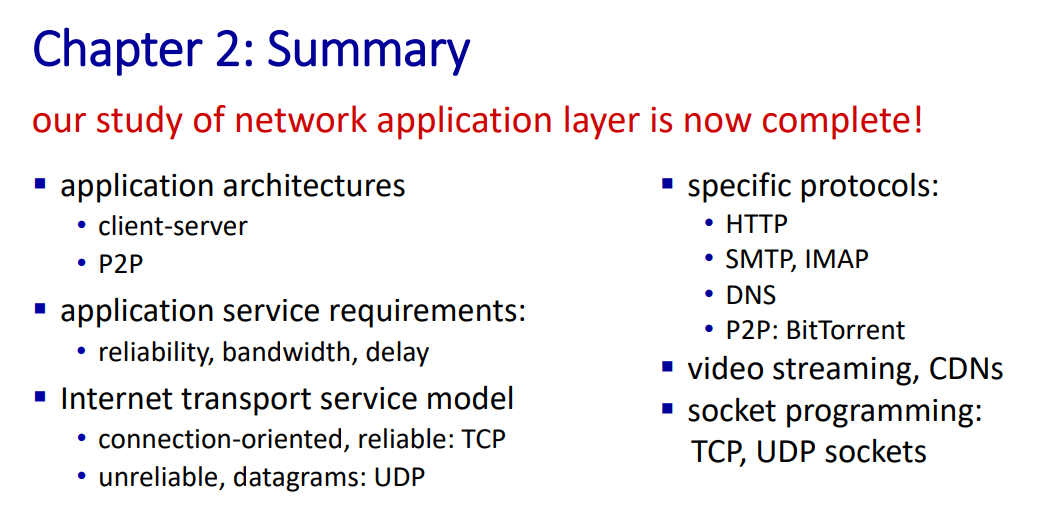 Chapter 2: Summary
our study of network application layer is now complete!
▪ application architectures
• client-server
• P2P
▪ application service requirements:
• reliability, bandwidth, delay
▪ Internet transport service model
• connection-oriented, reliable: TCP
• unreliable, datagrams: UDP
▪ specific protocols:
• HTTP
• SMTP, IMAP
• DNS
• P2P: BitTorrent
▪ video streaming, CDNs
▪ socket programming:
TCP, UDP sockets